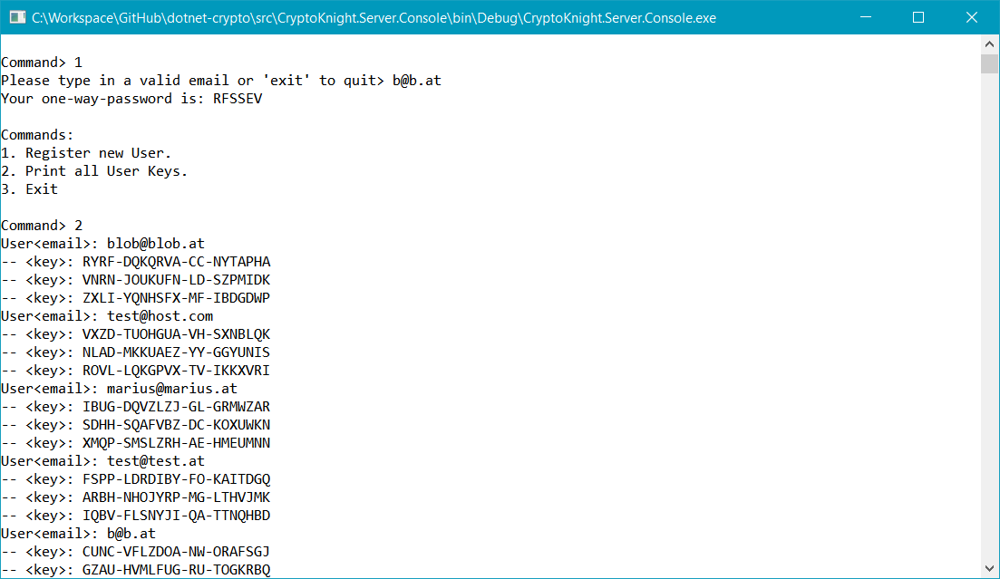 C:\Workspace\GitHub\dotnet-crypto\src\CryptoKnight.Server.Console\bin\Debug\CryptoKnight.Server.Console.exe
Command> 1
Please type in a valid email or 'exit' to quit> b@b.at
Your one-way-password is: RFSSEV
Commands:
1. Register new User.
2. Print all User Keys.
3. Exit
Command> 2
User<email>: blob@blob.at
-- <key>: RYRF-DQKQRVA-CC-NYTAPHA
-- <key>: VNRN-JOUKUFN-LD-SZPMIDK
-- <key>: ZXLI-YQNHSFX-MF-IBDGDWP
User<email>: test@host.com
-- <key>: VXZD-TUOHGUA-VH-SXNBLQK
-- <key>: NLAD-MKKUAEZ-YY-GGYUNIS
-- <key>: ROVL-LQKGPVX-TV-IKKXVRI
User<email>: marius@marius.at
-- <key>: IBUG-DQVZLZJ-GL-GRMWZAR
-- <key>: SDHH-SQAFVBZ-DC-KOXUWKN
-- <key>: XMQP-SMSLZRH-AE-HMEUMNN
User<email>: test@test.at
-- <key>: FSPP-LDRDIBY-FO-KAITDGQ
-- <key>: ARBH-NHOJYRP-MG-LTHVJMK
-- <key>: IQBV-FLSNYJI-QA-TTNQHBD
User<email>: b@b.at
-- <key>: CUNC-VFLZDOA-NW-ORAFSGJ
-- <key>: GZAU-HVMLFUG-RU-TOGKRBQ